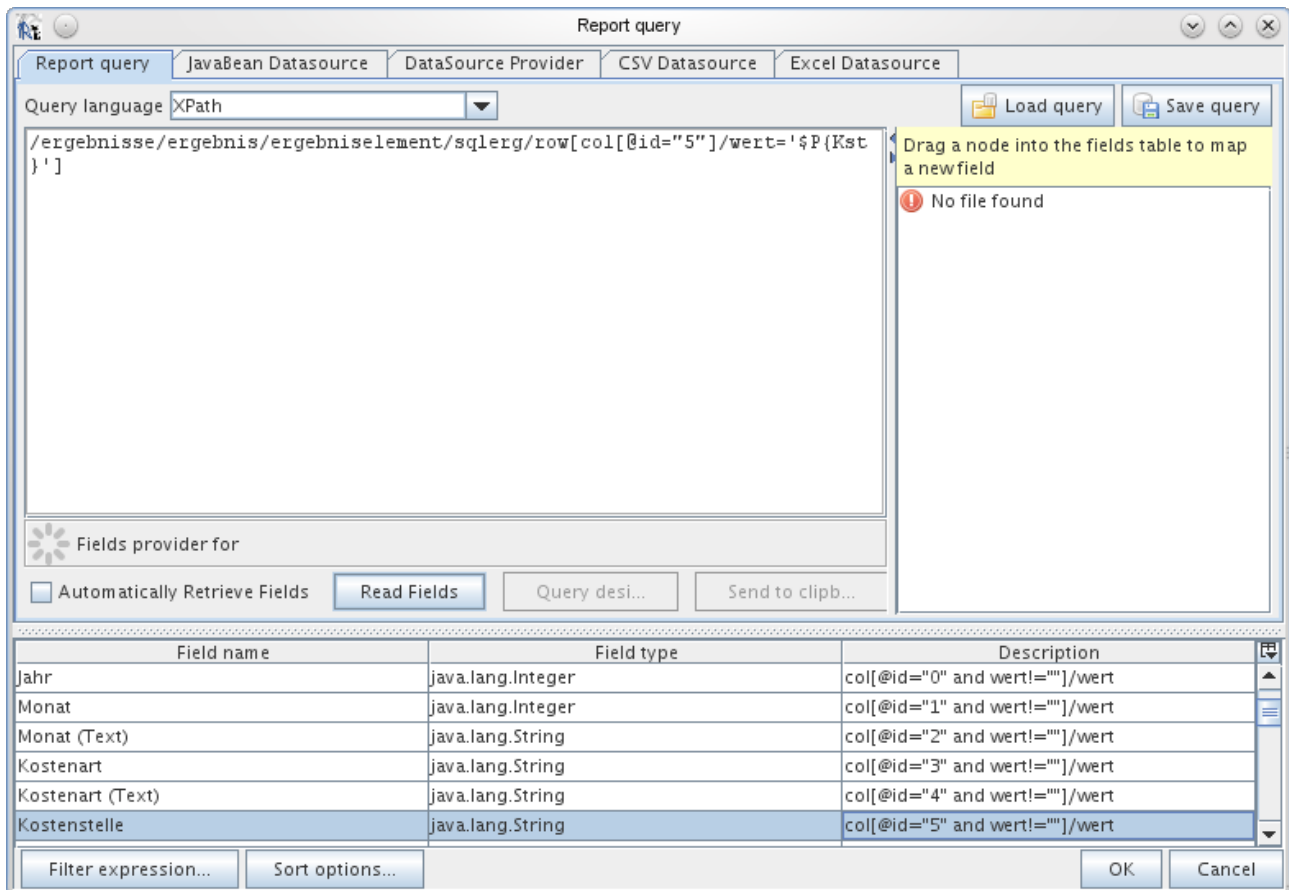 Report query
Report query JavaBean Datasource DataSource Provider CSV Datasource Excel Datasource
Query language XPath Load query Save query
/ergebnisse/ergebnis/ergebniselement/sqlerg/row[col[@id="5"]/wert='$P{Kst
}']
Drag a node into the fields table to map
a new field
No file found
Fields provider for
Automatically Retrieve Fields Read Fields Query desi... Send to clipb...
Field name Field type Description
Jahr java.lang.Integer col[@id="0" and wert!=""]/wert
Monat java.lang.Integer col[@id="1" and wert!=""]/wert
Monat (Text) java.lang.String col[@id="2" and wert!=""]/wert
Kostenart java.lang.String col[@id="3" and wert!=""]/wert
Kostenart (Text) java.lang.String col[@id="4" and wert!=""]/wert
Kostenstelle java.lang.String col[@id="5" and wert!=""]/wert
Filter expression... Sort options... OK Cancel